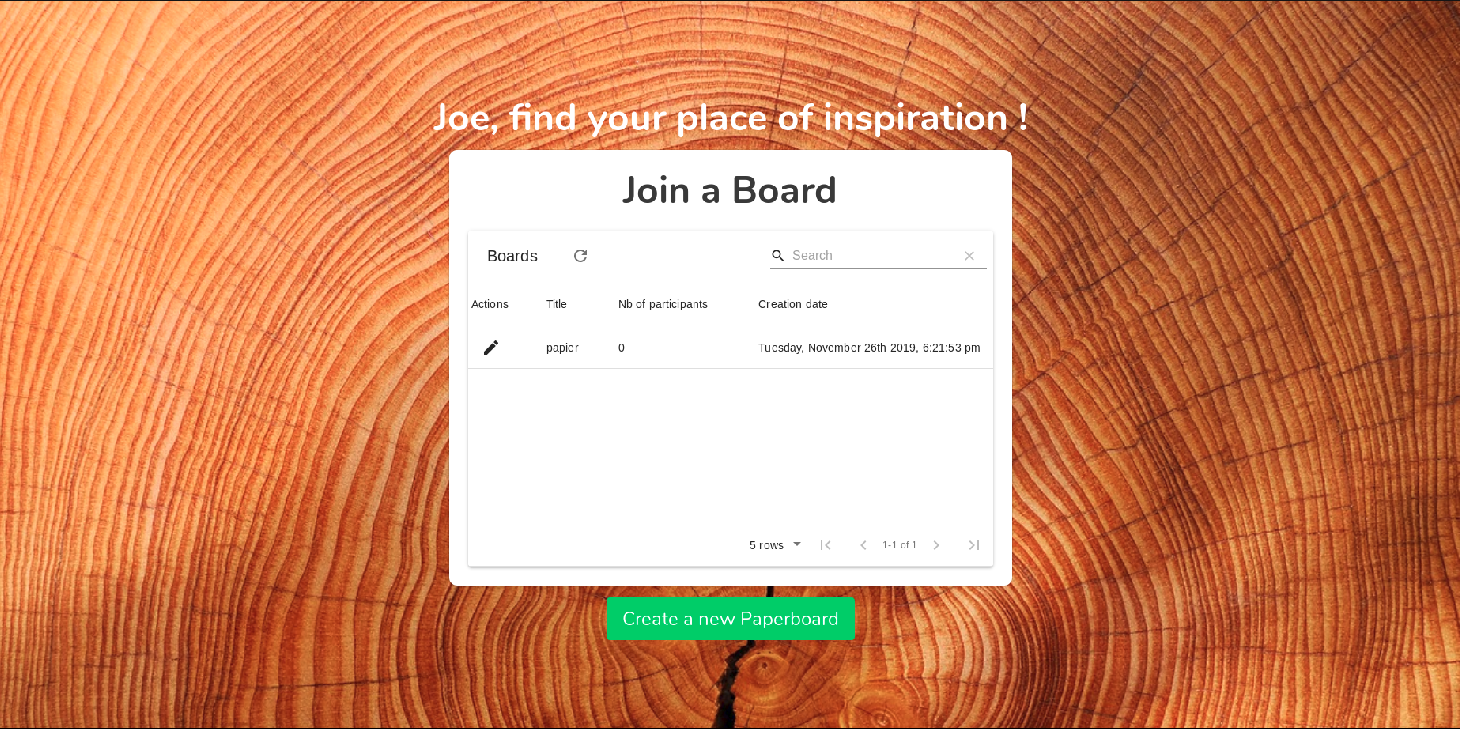 Joe, find your place of inspiration !
Join a Board
Boards
Search
Actions Title Nb of participants Creation date
papier 0 Tuesday, November 26th 2019, 6:21:53 pm
5 rows 1-1 of 1
Create a new Paperboard